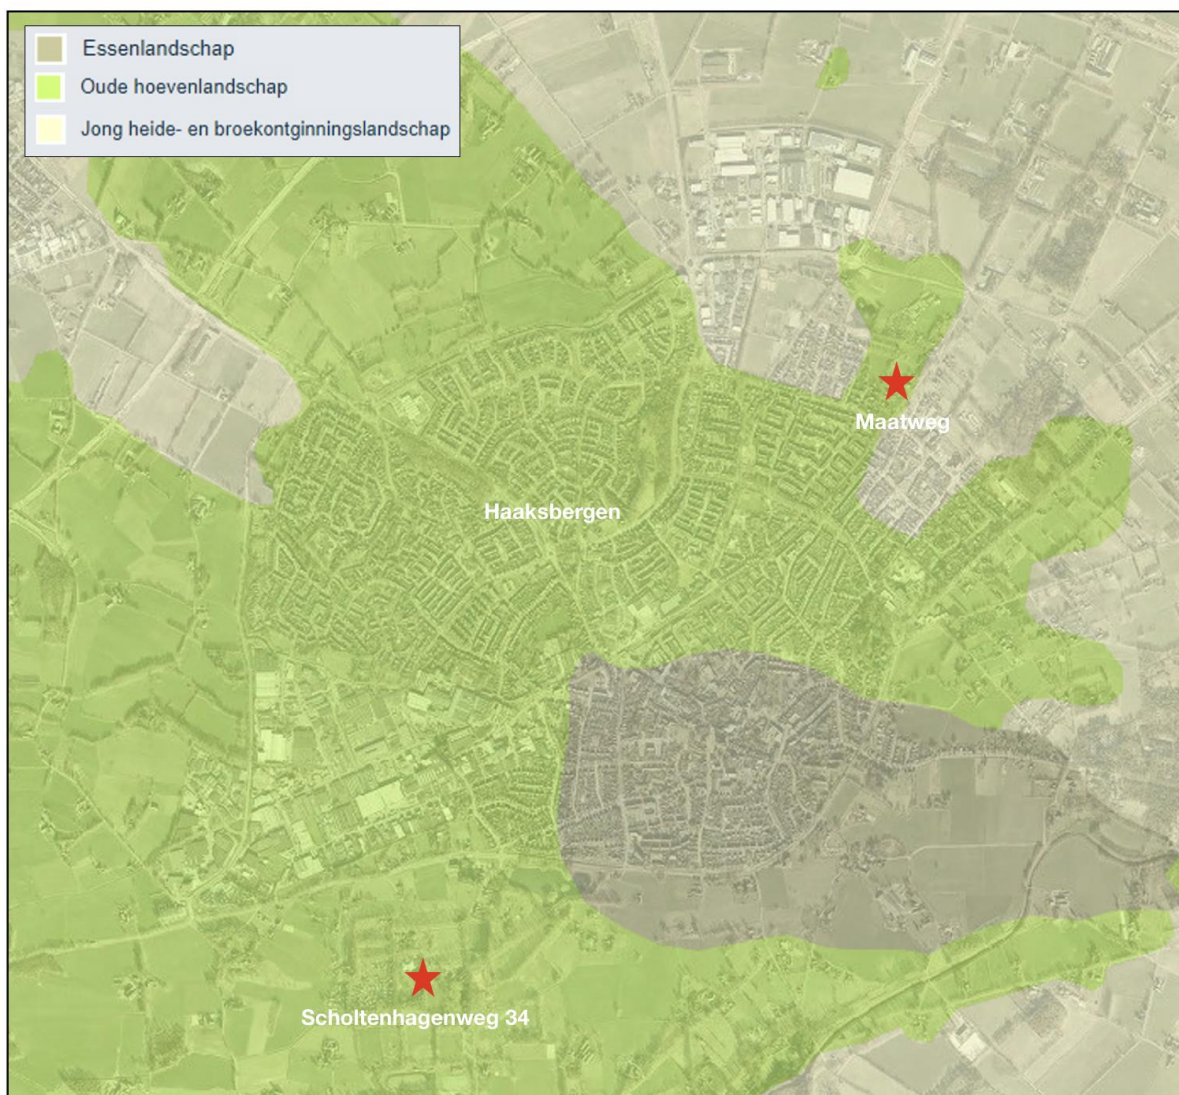 Essenlandschap
Oude hoevenlandschap
Jong heide- en broekontginningslandschap
Maatweg
Haaksbergen
Scholtenhagenweg 34